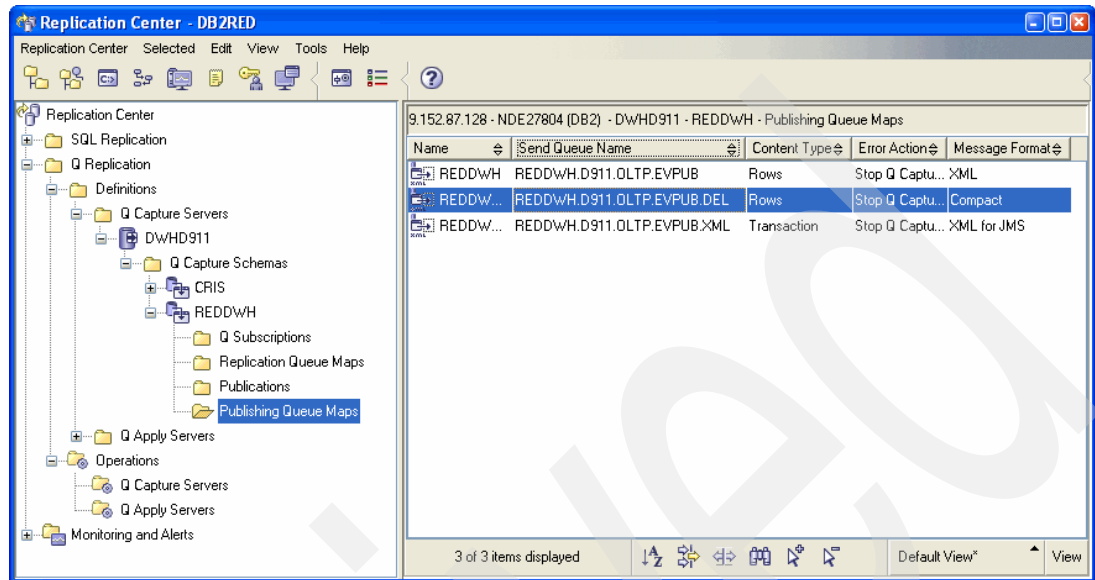 Replication Center - DB2RED
Replication Center Selected Edit View Tools Help
Replication Center
SQL Replication
Q Replication
Definitions
Q Capture Servers
DWHD911
Q Capture Schemas
CRIS
REDDWH
Q Subscriptions
Replication Queue Maps
Publications
Publishing Queue Maps
Q Apply Servers
Operations
Q Capture Servers
Q Apply Servers
Monitoring and Alerts
9.152.87.128 - NDE27804 (DB2) - DWHD911 - REDDWH - Publishing Queue Maps
Name Send Queue Name Content Type Error Action Message Format
REDDWH REDDWH.D911.OLTP.EVPUB Rows Stop Q Captu... XML
REDDW... REDDWH.D911.OLTP.EVPUB.DEL Rows Stop Q Captu... Compact
REDDW... REDDWH.D911.OLTP.EVPUB.XML Transaction Stop Q Captu... XML for JMS
3 of 3 items displayed Default View* View